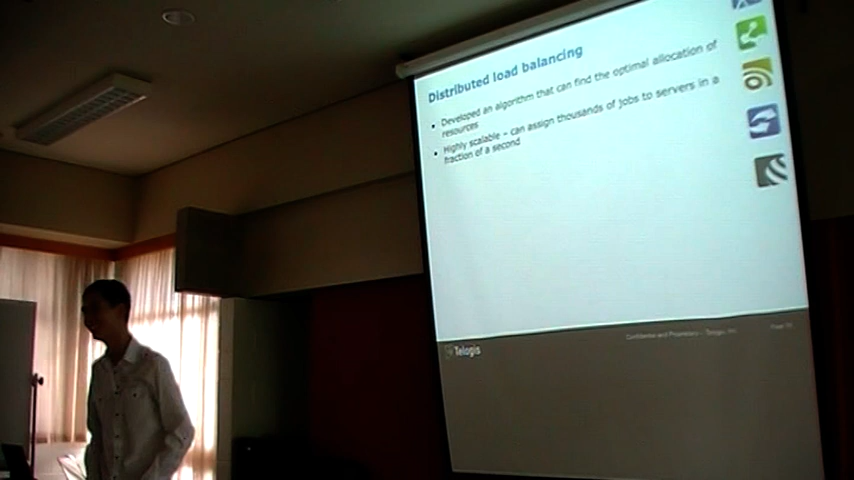 Distributed load balancing
▪ Developed an algorithm that can find the optimal allocation of
resources
▪ Highly scalable – can assign thousands of jobs to servers in a
fraction of a second
Confidential and Proprietary – Telogis, Inc.
Telogis